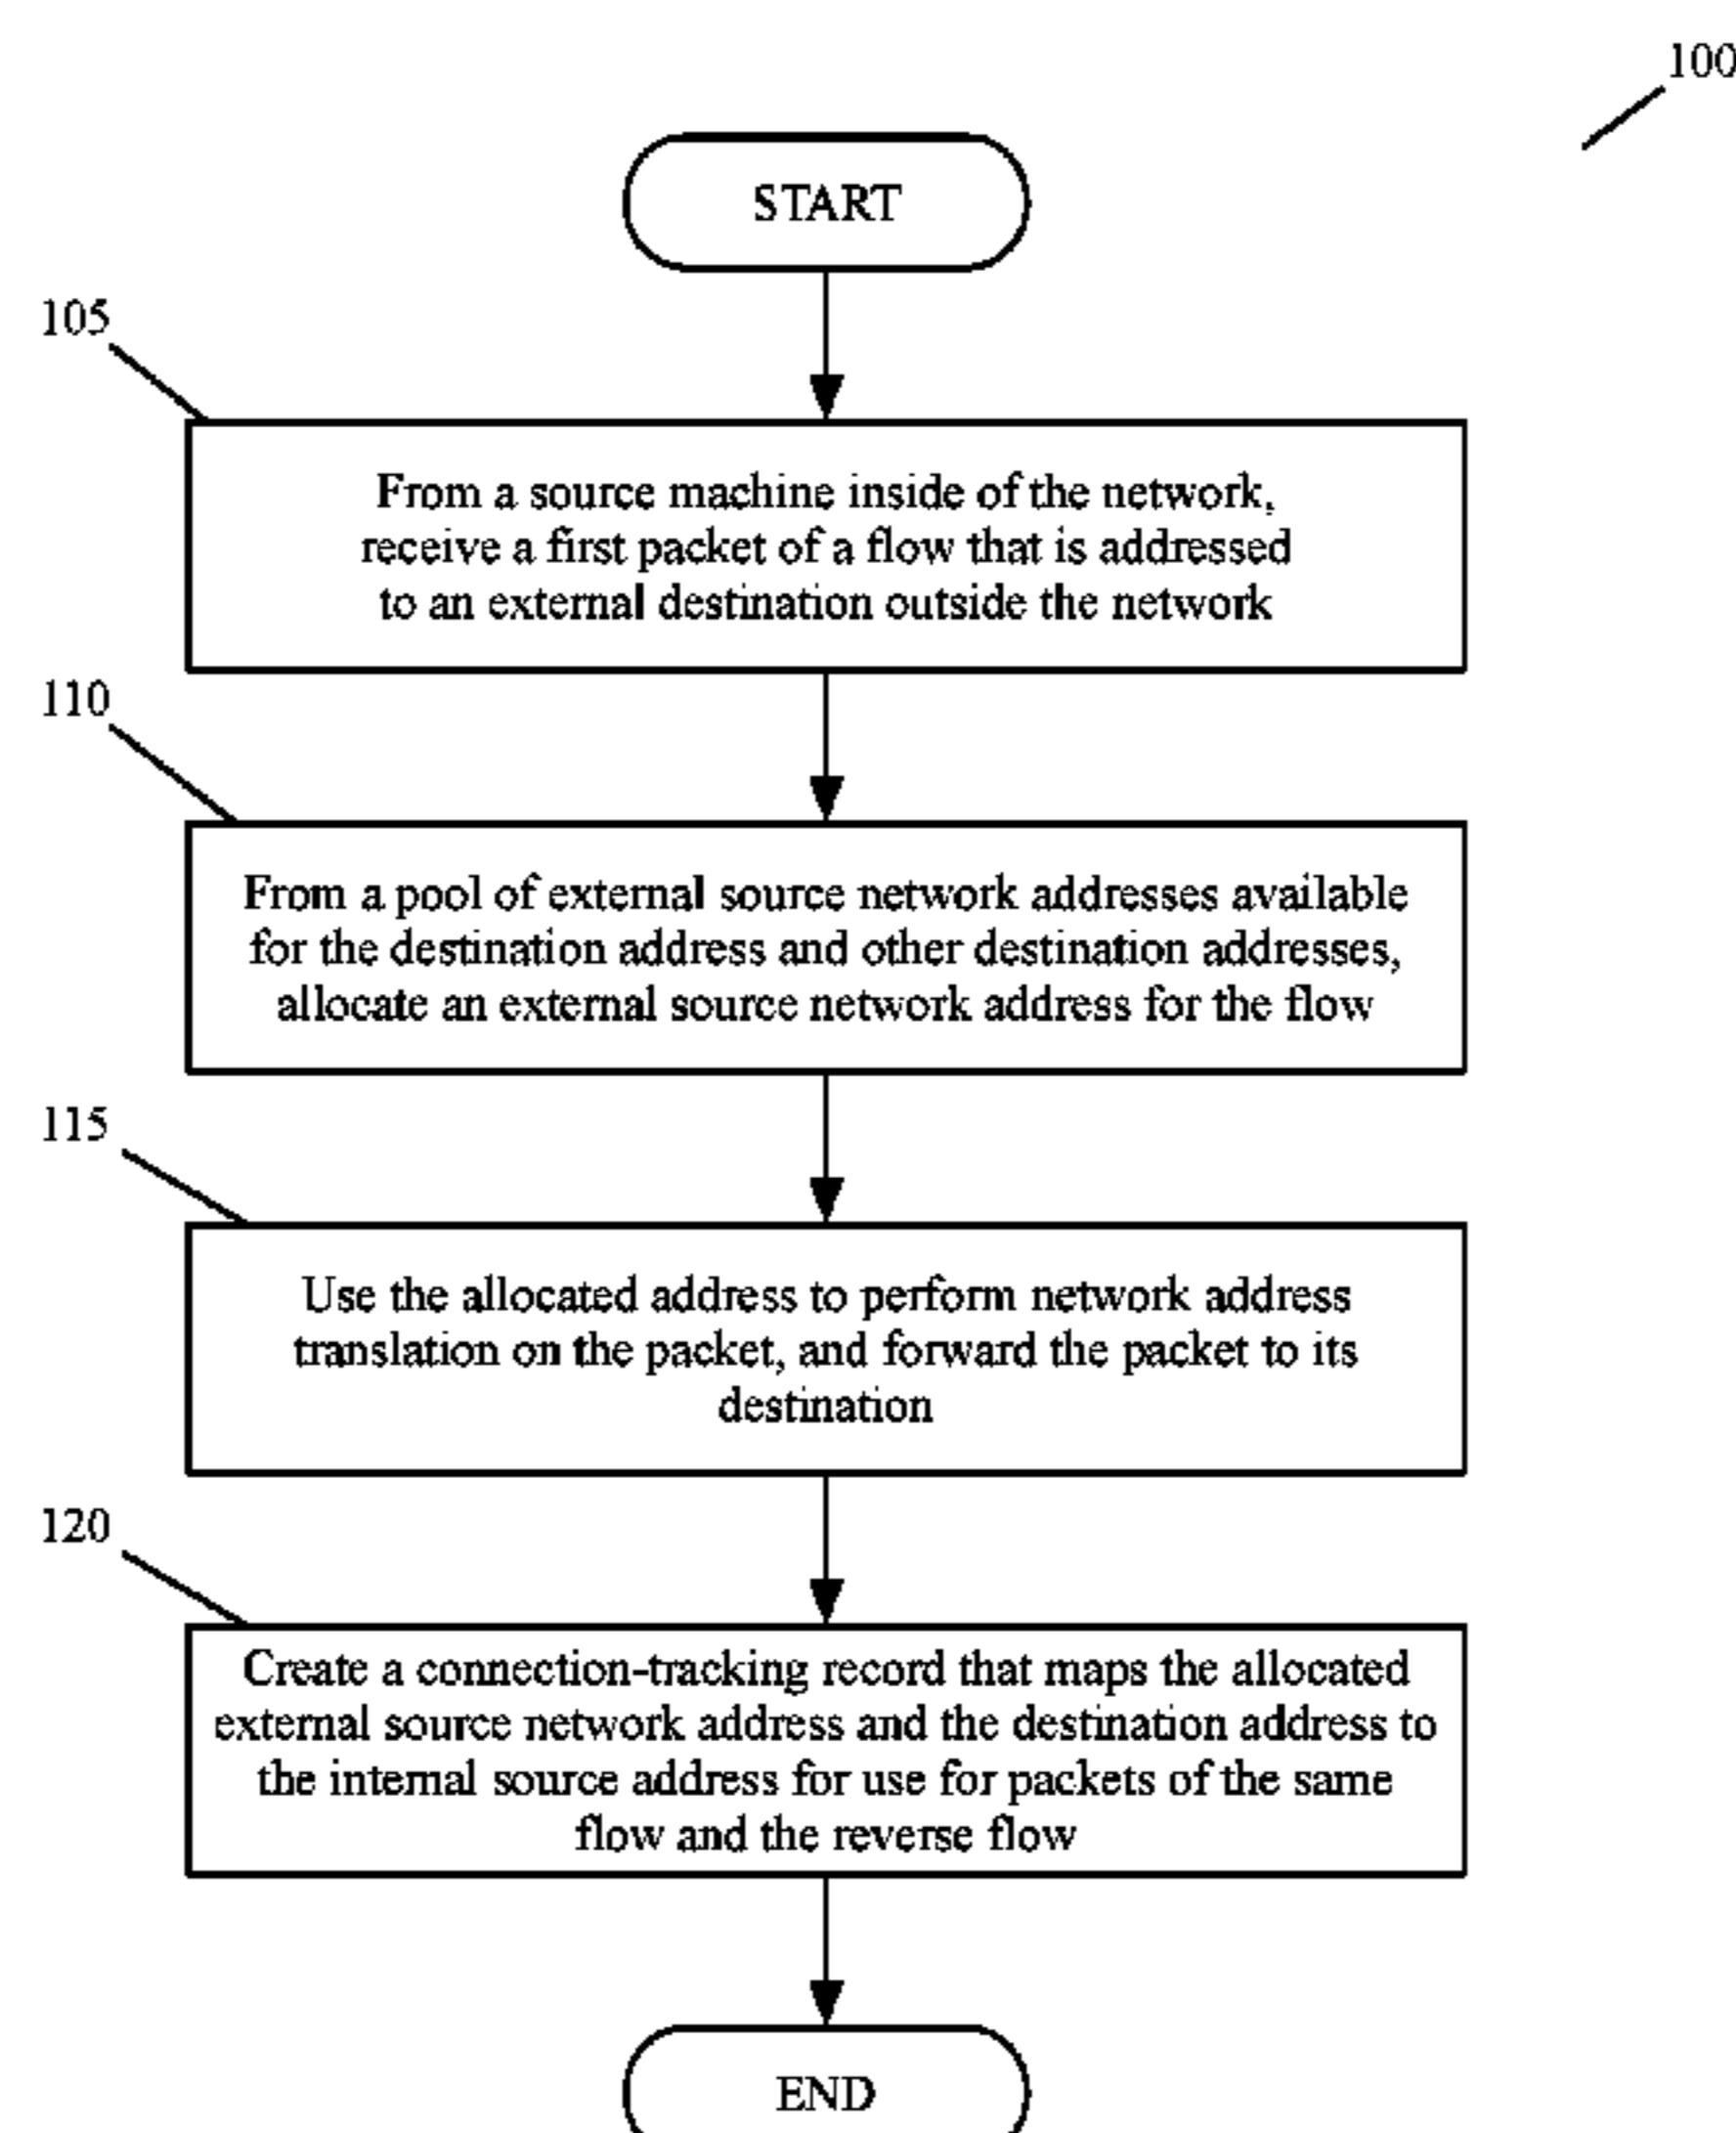 100
START
105
From a source machine inside of the network,
receive a first packet of a flow that is addressed
to an external destination outside the network
110
From a pool of external source network addresses available
for the destination address and other destination addresses,
allocate an external source network address for the flow
115
Use the allocated address to perform network address
translation on the packet, and forward the packet to its
destination
120
Create a connection-tracking record that maps the allocated
external source network address and the destination address to
the internal source address for use for packets of the same
flow and the reverse flow
END